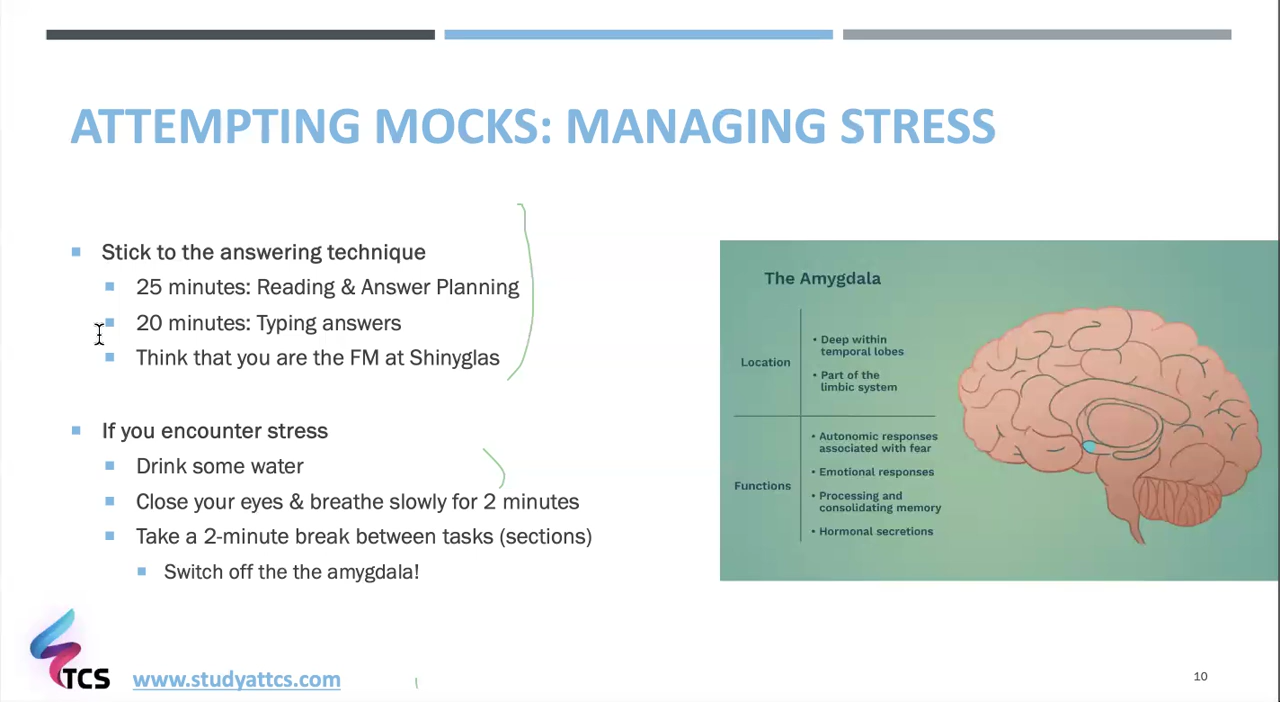 ATTEMPTING MOCKS: MANAGING STRESS
Stick to the answering technique
25 minutes: Reading & Answer Planning
20 minutes: Typing answers
Think that you are the FM at Shinyglas
If you encounter stress
Drink some water
Close your eyes & breathe slowly for 2 minutes
Take a 2-minute break between tasks (sections)
Switch off the the amygdala!
The Amygdala
Location
• Deep within
temporal lobes
• Part of the
limbic system
Functions
• Autonomic responses
associated with fear
• Emotional responses
• Processing and
consolidating memory
• Hormonal secretions
TCS
www.studyattcs.com
10